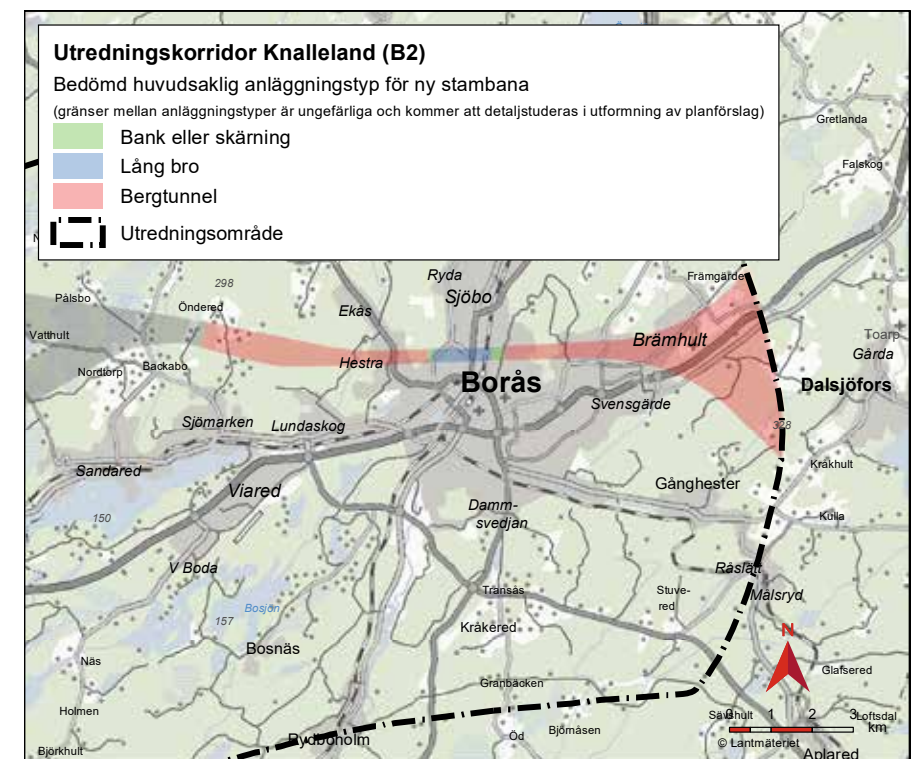 Utredningskorridor Knalleland (B2)
Bedömd huvudsaklig anläggningstyp för ny stambana
(gränser mellan anläggningstyper är ungefärliga och kommer att detaljstuderas i utformning av planförslag)
Bank eller skärning
Lång bro
Bergtunnel
Utredningsområde
Gretlanda
Falskog
Främgärde
Ryda
298
Sjöbo
Pålsbo
Öndered
Ekås
Vatthult
Brämhult
Toarp
Gårda
Hestra
Nordtorp
Backabo
Borås
Dalsjöfors
Svensgärde
Sjömarken
Lundaskog
328
Sandared
Kråkhult
Viared
Gånghester
150
Damm-
svedjan
Kulla
V Boda
Råslätt
Tränsås
Stuve-
red
Målsryd
Bosjön
157
Kråkered
N
Bosnäs
Näs
Glafsered
Granbäcken
Holmen
Sävshult
0 1 2 3
km
Loftsdal
Öd
Björnåsen
Rydboholm
© Lantmäteriet
Björkhult
Aplared